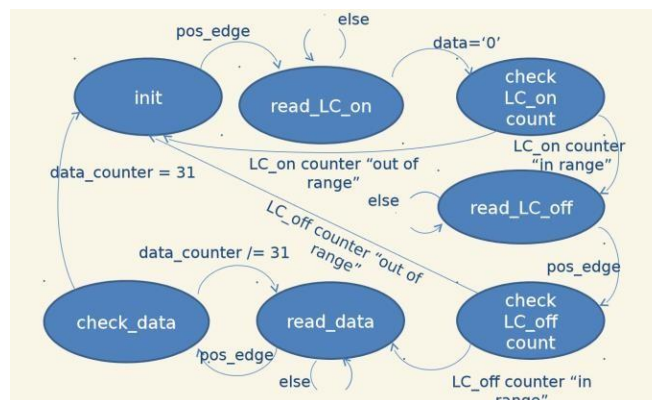 else
pos_edge
data=‘0’
init
read_LC_on
check
LC_on
count
LC_on counter “out of
range”
LC_on counter
“in range”
data_counter = 31
else
read_LC_off
LC_off counter “out of
range”
data_counter /= 31
pos_edge
check_data
read_data
check
LC_off
count
pos_edge
else
LC_off counter “in
range”